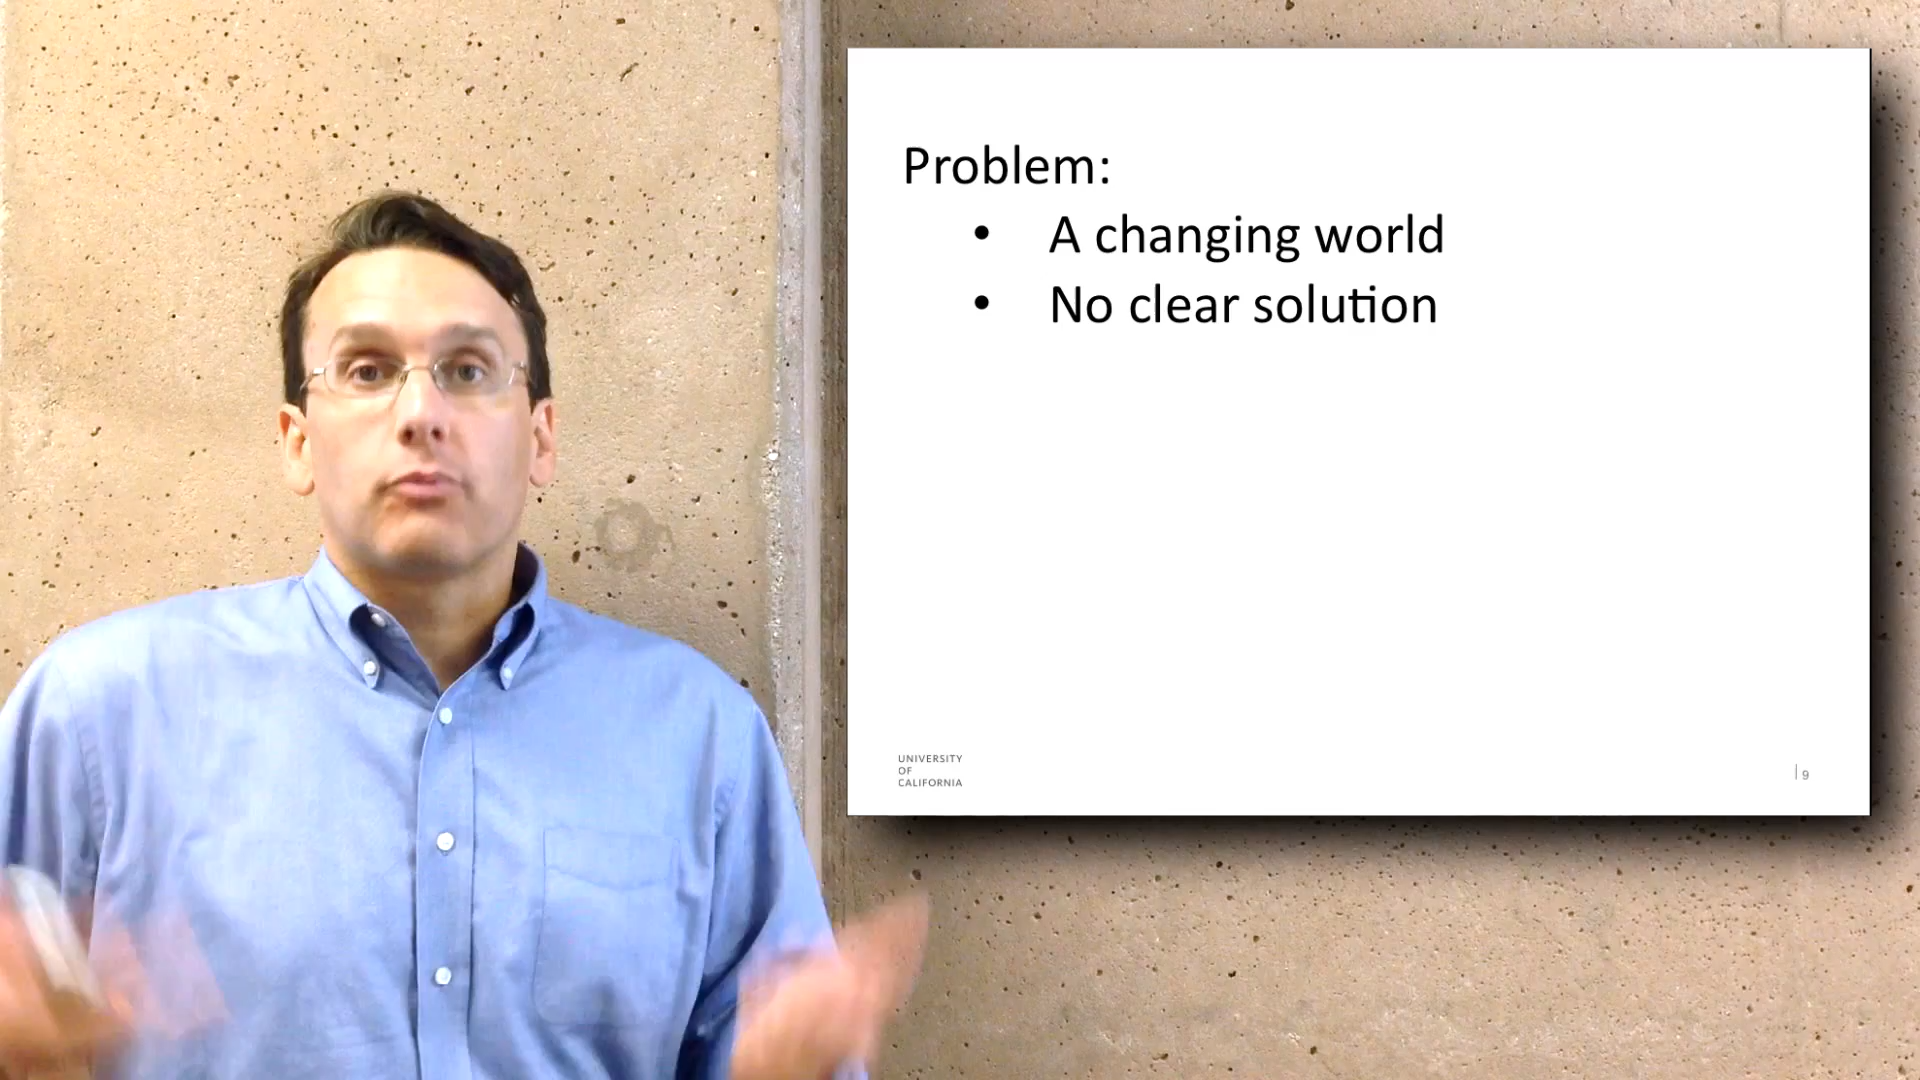 Problem:
• A changing world
• No clear solution
UNIVERSITY
OF
CALIFORNIA
9